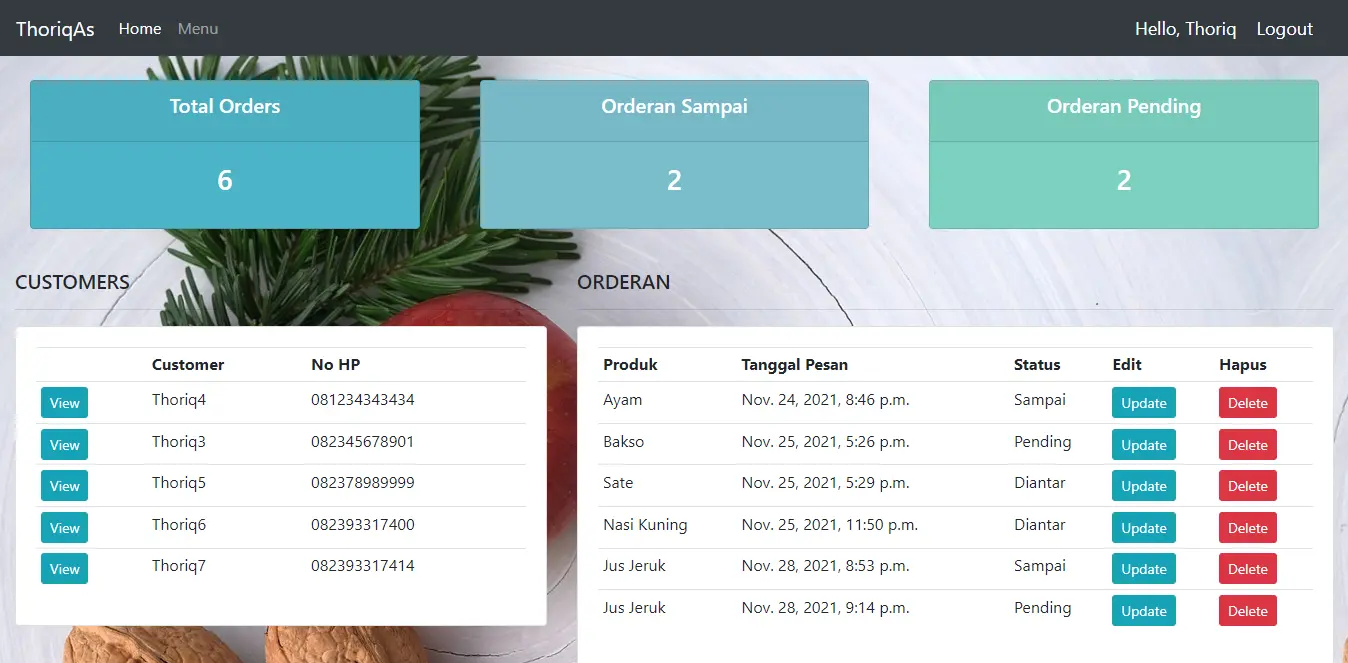 ThoriqAs Home Menu Hello, Thoriq Logout
Total Orders
6
Orderan Sampai
2
Orderan Pending
2
CUSTOMERS
Customer No HP
View Thoriq4 081234343434
View Thoriq3 082345678901
View Thoriq5 082378989999
View Thoriq6 082393317400
View Thoriq7 082393317414
ORDERAN
Produk Tanggal Pesan Status Edit Hapus
Ayam Nov. 24, 2021, 8:46 p.m. Sampai Update Delete
Bakso Nov. 25, 2021, 5:26 p.m. Pending Update Delete
Sate Nov. 25, 2021, 5:29 p.m. Diantar Update Delete
Nasi Kuning Nov. 25, 2021, 11:50 p.m. Diantar Update Delete
Jus Jeruk Nov. 28, 2021, 8:53 p.m. Sampai Update Delete
Jus Jeruk Nov. 28, 2021, 9:14 p.m. Pending Update Delete